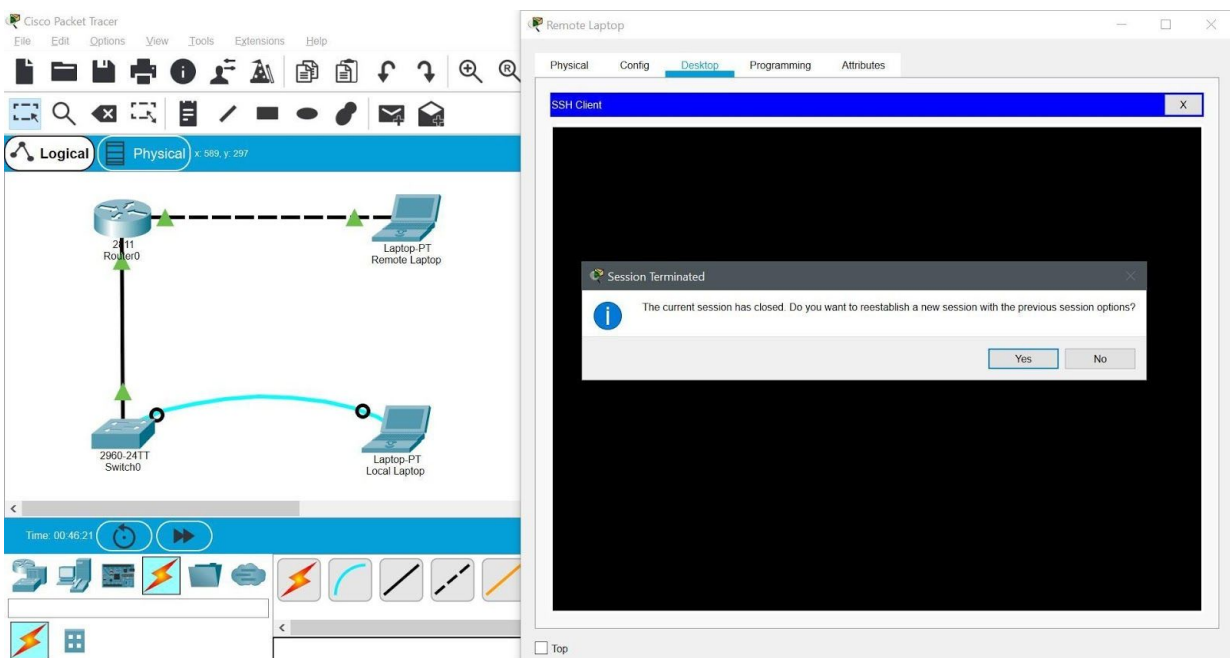 Cisco Packet Tracer
File Edit Options View Tools Extensions Help
Logical
Physical
x: 589, y: 297
2811
Router0
Laptop-PT
Remote Laptop
2960-24TT
Switch0
Laptop-PT
Local Laptop
Time: 00:46:21
Remote Laptop
Physical Config Desktop Programming Attributes
SSH Client
X
Session Terminated
The current session has closed. Do you want to reestablish a new session with the previous session options?
Yes No
Top